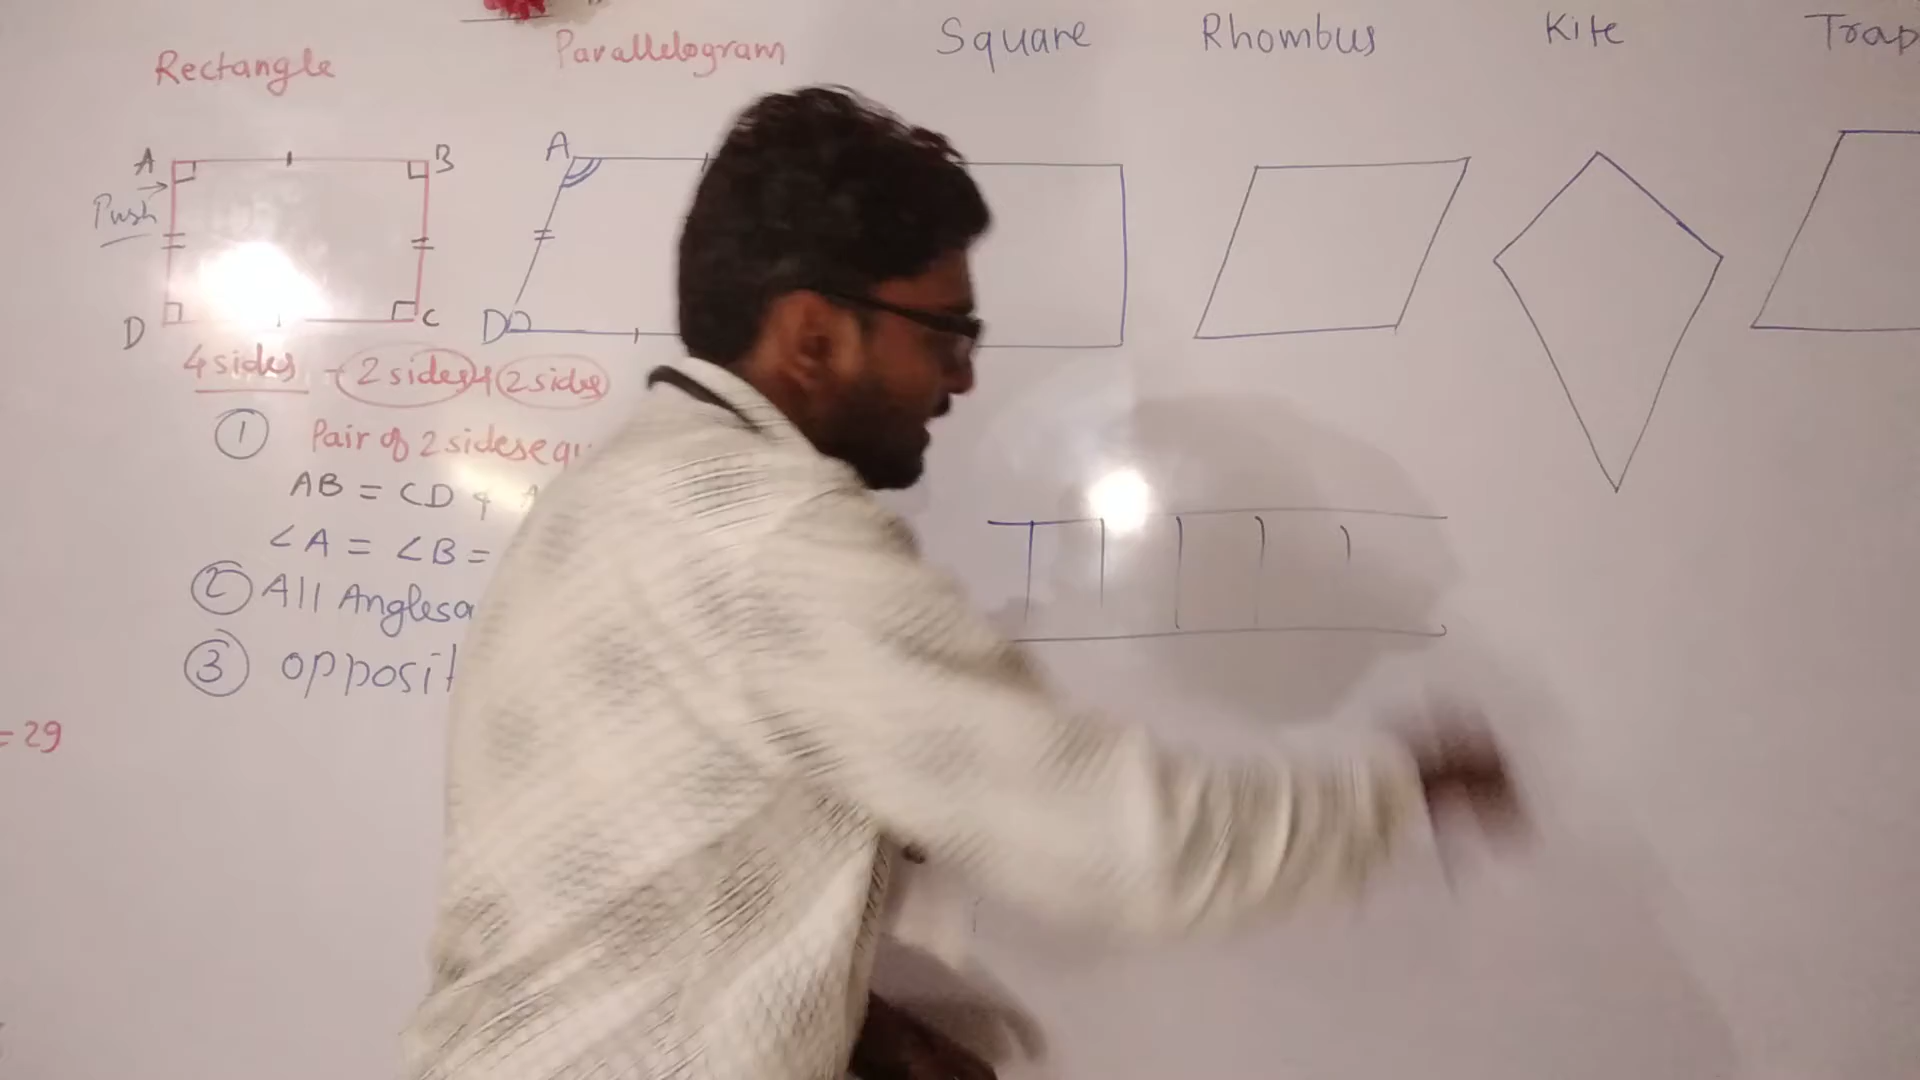 Rectangle Parallelogram Square Rhombus Kite Trap
A B A
Push
D C D
4 sides - 2 sides + 2 sides
1 Pair of 2 sides equ
AB = CD &
∠A = ∠B =
2 All Angles a
3 opposit
= 29